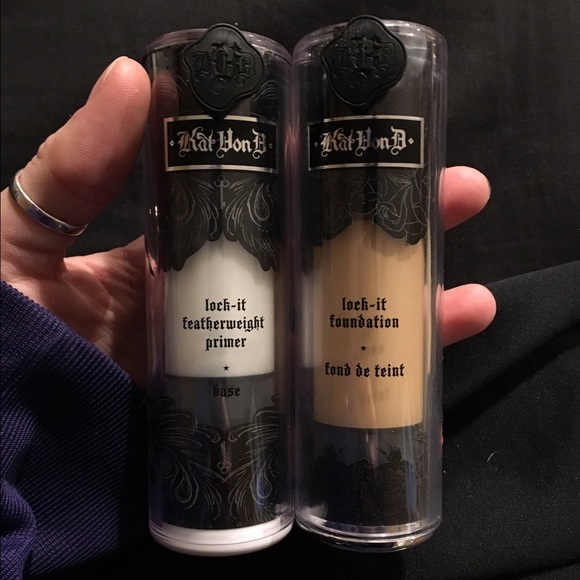 Kat Von D
lock-it
featherweight
primer
base
Kat Von D
lock-it
foundation
fond de teint